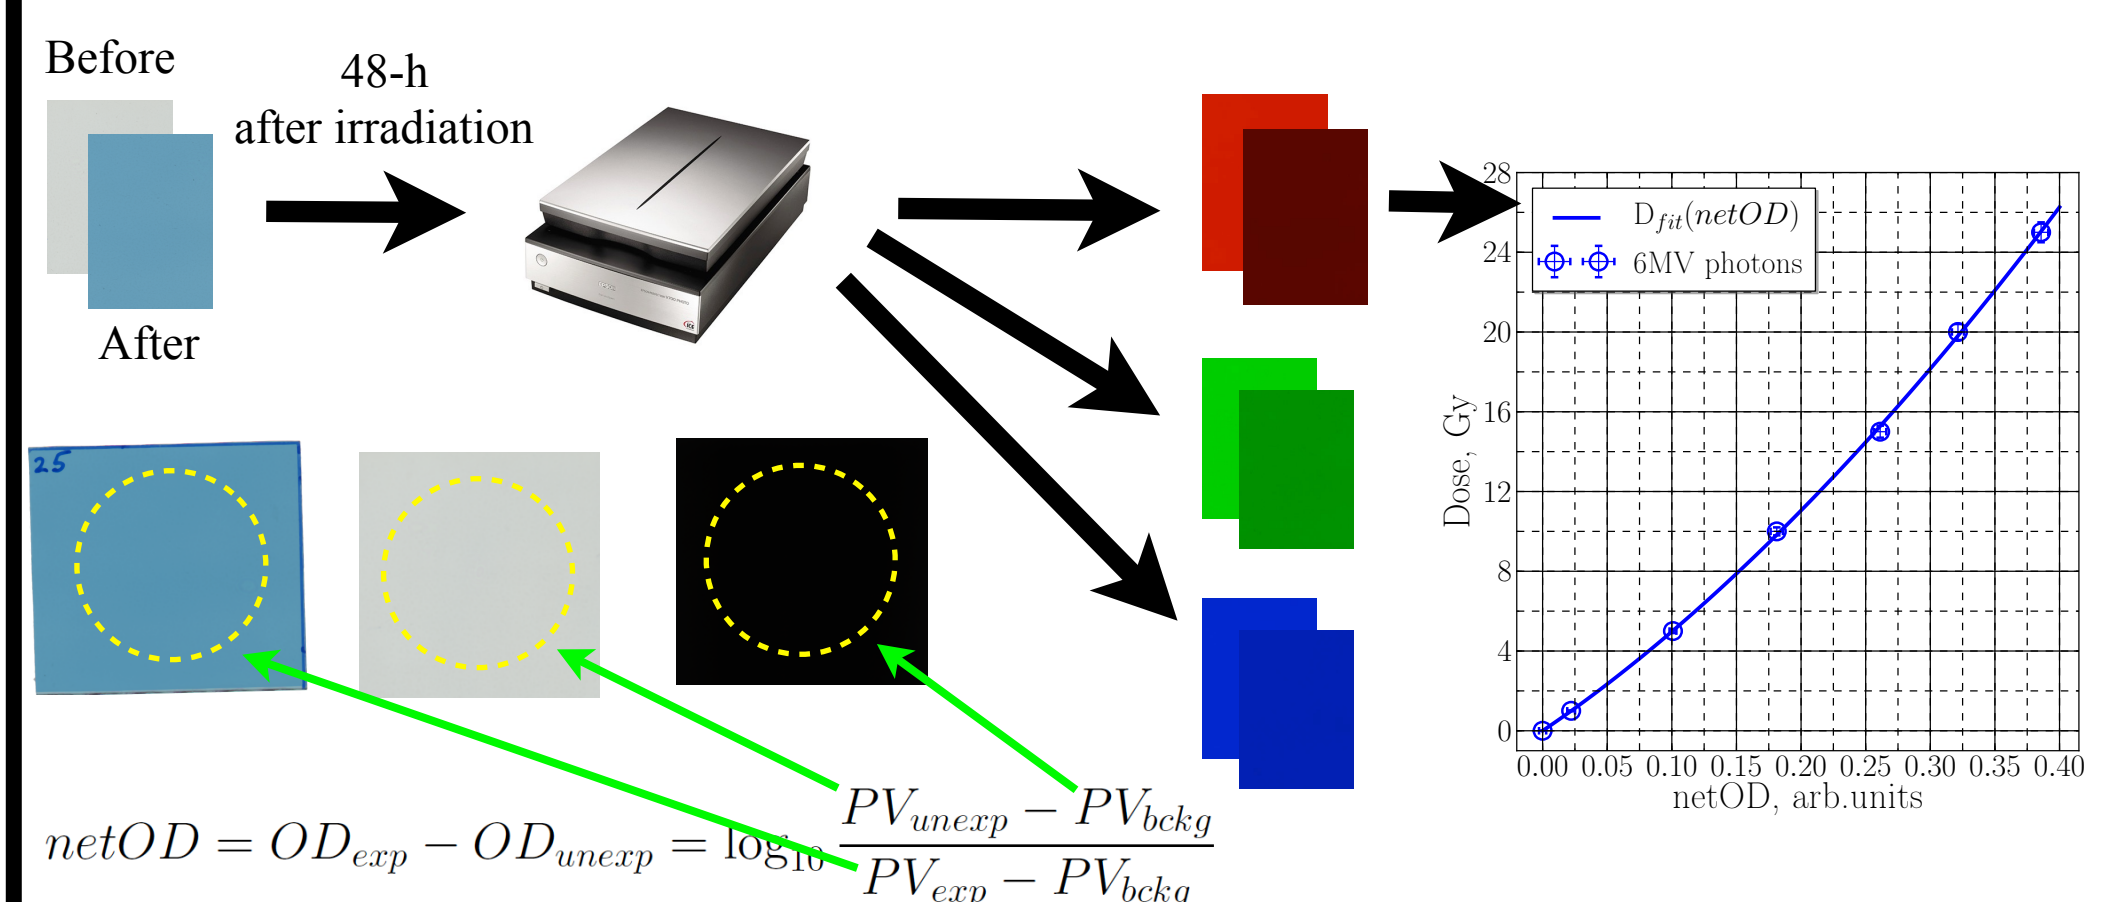 Before
48-h
after irradiation
After
25
netOD = OD_exp − OD_unexp = log_10 (PV_unexp − PV_bckg) / (PV_exp − PV_bckg)
28
24
20
16
12
8
4
0
Dose, Gy
D_fit(netOD)
6MV photons
0.00 0.05 0.10 0.15 0.20 0.25 0.30 0.35 0.40
netOD, arb.units